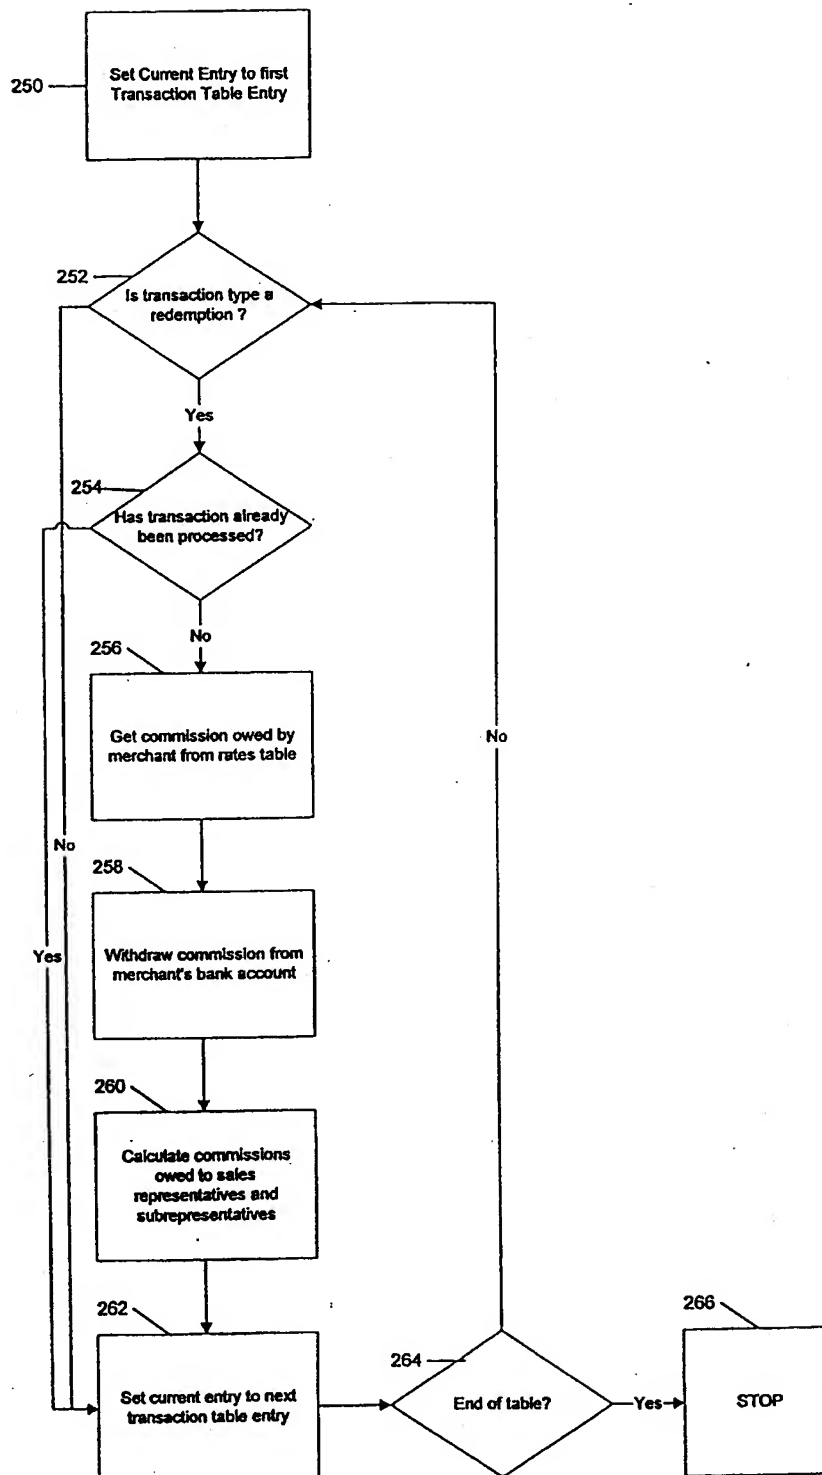 250
Set Current Entry to first
Transaction Table Entry
252
Is transaction type a
redemption ?
Yes
254
Has transaction already
been processed?
No
256
Get commission owed by
merchant from rates table
No
No
258
Withdraw commission from
merchant's bank account
Yes
260
Calculate commissions
owed to sales
representatives and
subrepresentatives
262
Set current entry to next
transaction table entry
264
End of table?
Yes
266
STOP